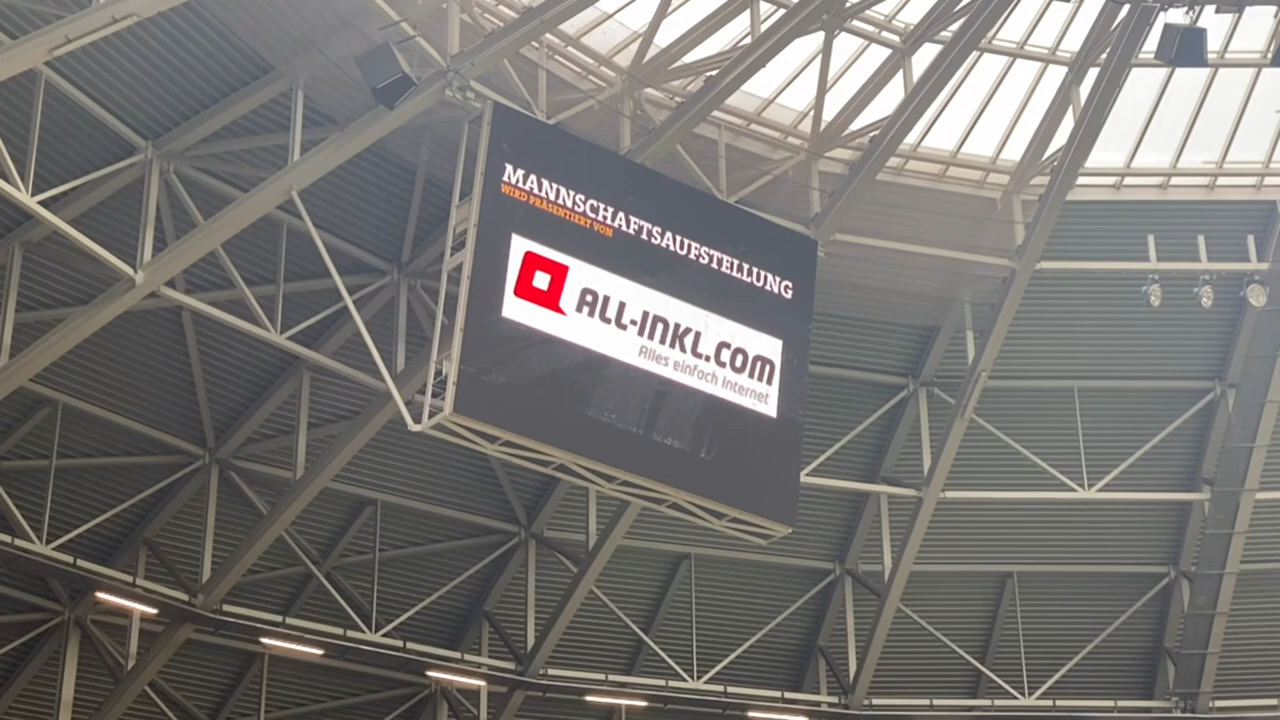 MANNSCHAFTSAUFSTELLUNG
WIRD PRÄSENTIERT VON
ALL-INKL.COM
Alles einfach Internet